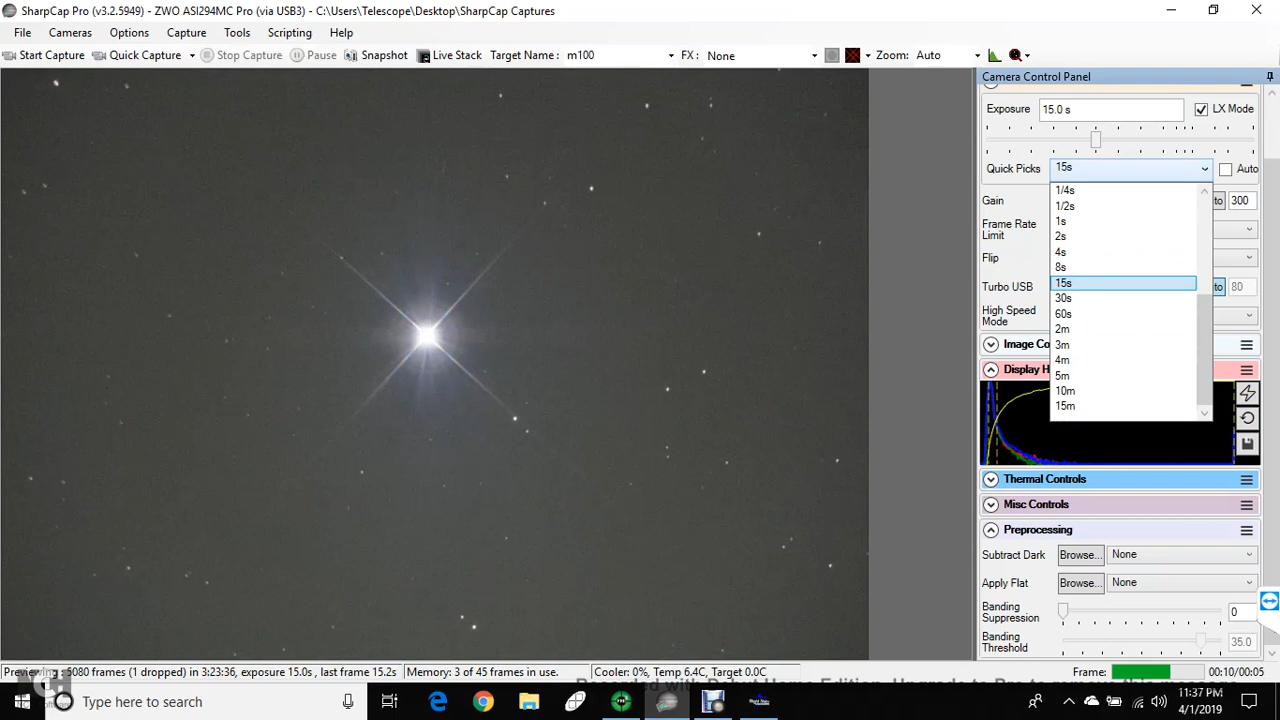 SharpCap Pro (v3.2.5949) - ZWO ASI294MC Pro (via USB3) - C:\Users\Telescope\Desktop\SharpCap Captures
File Cameras Options Capture Tools Scripting Help
Start Capture Quick Capture Stop Capture Pause Snapshot Live Stack Target Name : m100 FX : None Zoom: Auto
Camera Control Panel
Exposure 15.0 s LX Mode
Quick Picks 15s Auto
1/4s
1/2s
1s
2s
4s
8s
15s
30s
60s
2m
3m
4m
5m
10m
15m
Gain to 300
Frame Rate Limit
Flip
Turbo USB to 80
High Speed Mode
Image Co
Display H
Thermal Controls
Misc Controls
Preprocessing
Subtract Dark Browse... None
Apply Flat Browse... None
Banding Suppression 0
Banding Threshold 35.0
Previewing : 5080 frames (1 dropped) in 3:23:36, exposure 15.0s, last frame 15.2s Memory: 3 of 45 frames in use. Cooler: 0%, Temp 6.4C, Target 0.0C Frame: 00:10/00:05
Type here to search
11:37 PM
4/1/2019